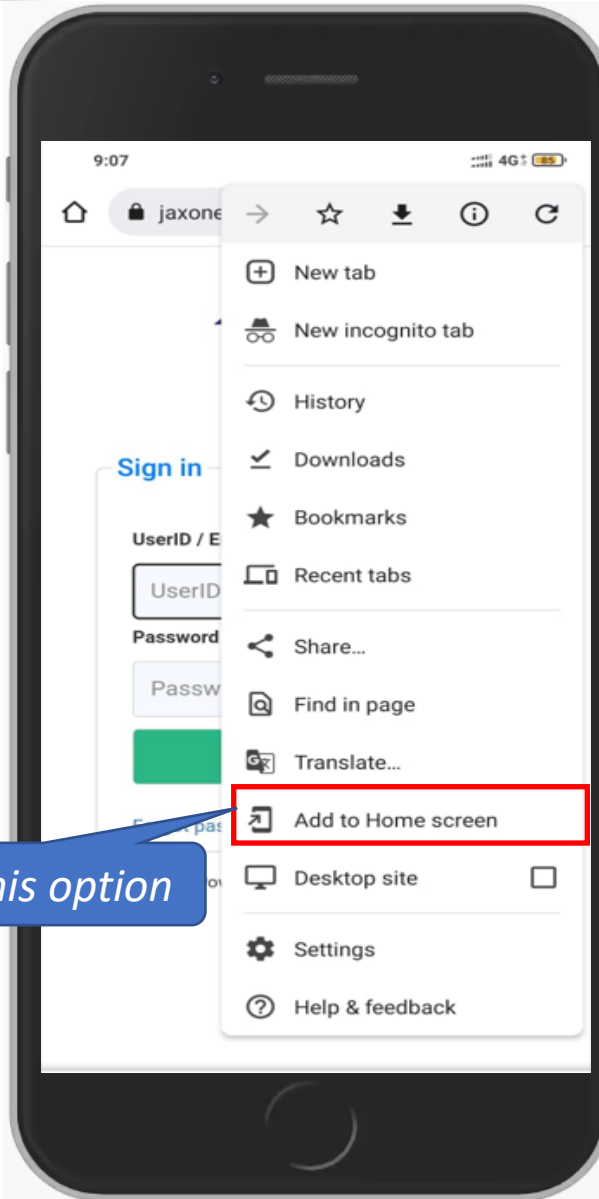 9:07 4G 85
jaxone
New tab
New incognito tab
History
Downloads
Sign in
Bookmarks
UserID / E
Recent tabs
UserID
Password
Share...
Passw
Find in page
Translate...
Add to Home screen
his option
Desktop site
Settings
Help & feedback